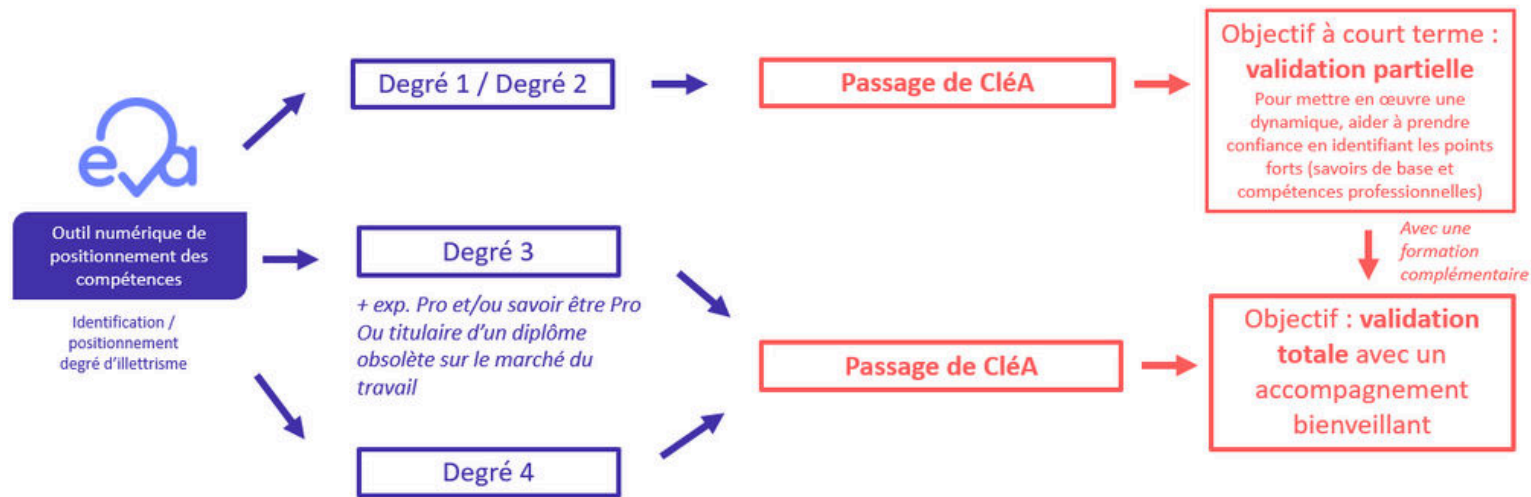 eva
Outil numérique de
positionnement des
compétences
Identification /
positionnement
degré d'illettrisme
Degré 1 / Degré 2
Passage de CléA
Objectif à court terme :
validation partielle
Pour mettre en œuvre une
dynamique, aider à prendre
confiance en identifiant les points
forts (savoirs de base et
compétences professionnelles)
Avec une
formation
complémentaire
Degré 3
+ exp. Pro et/ou savoir être Pro
Ou titulaire d'un diplôme
obsolète sur le marché du
travail
Degré 4
Passage de CléA
Objectif : validation
totale avec un
accompagnement
bienveillant